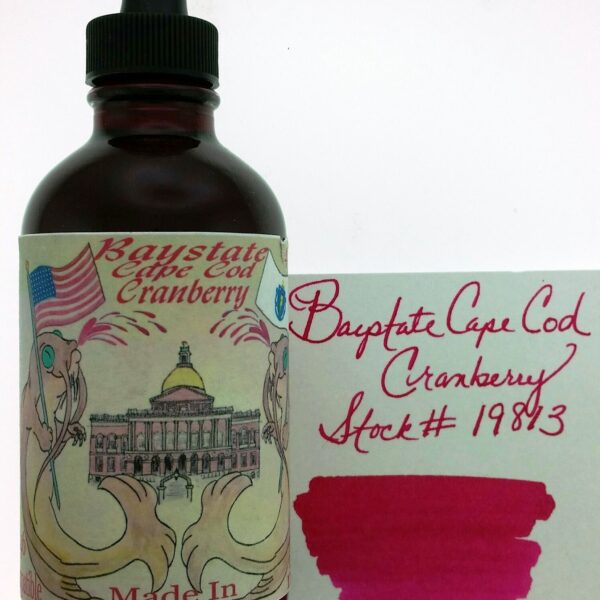 Baystate
Cape Cod
Cranberry
Made In
Baystate Cape Cod
Cranberry
Stock# 19813